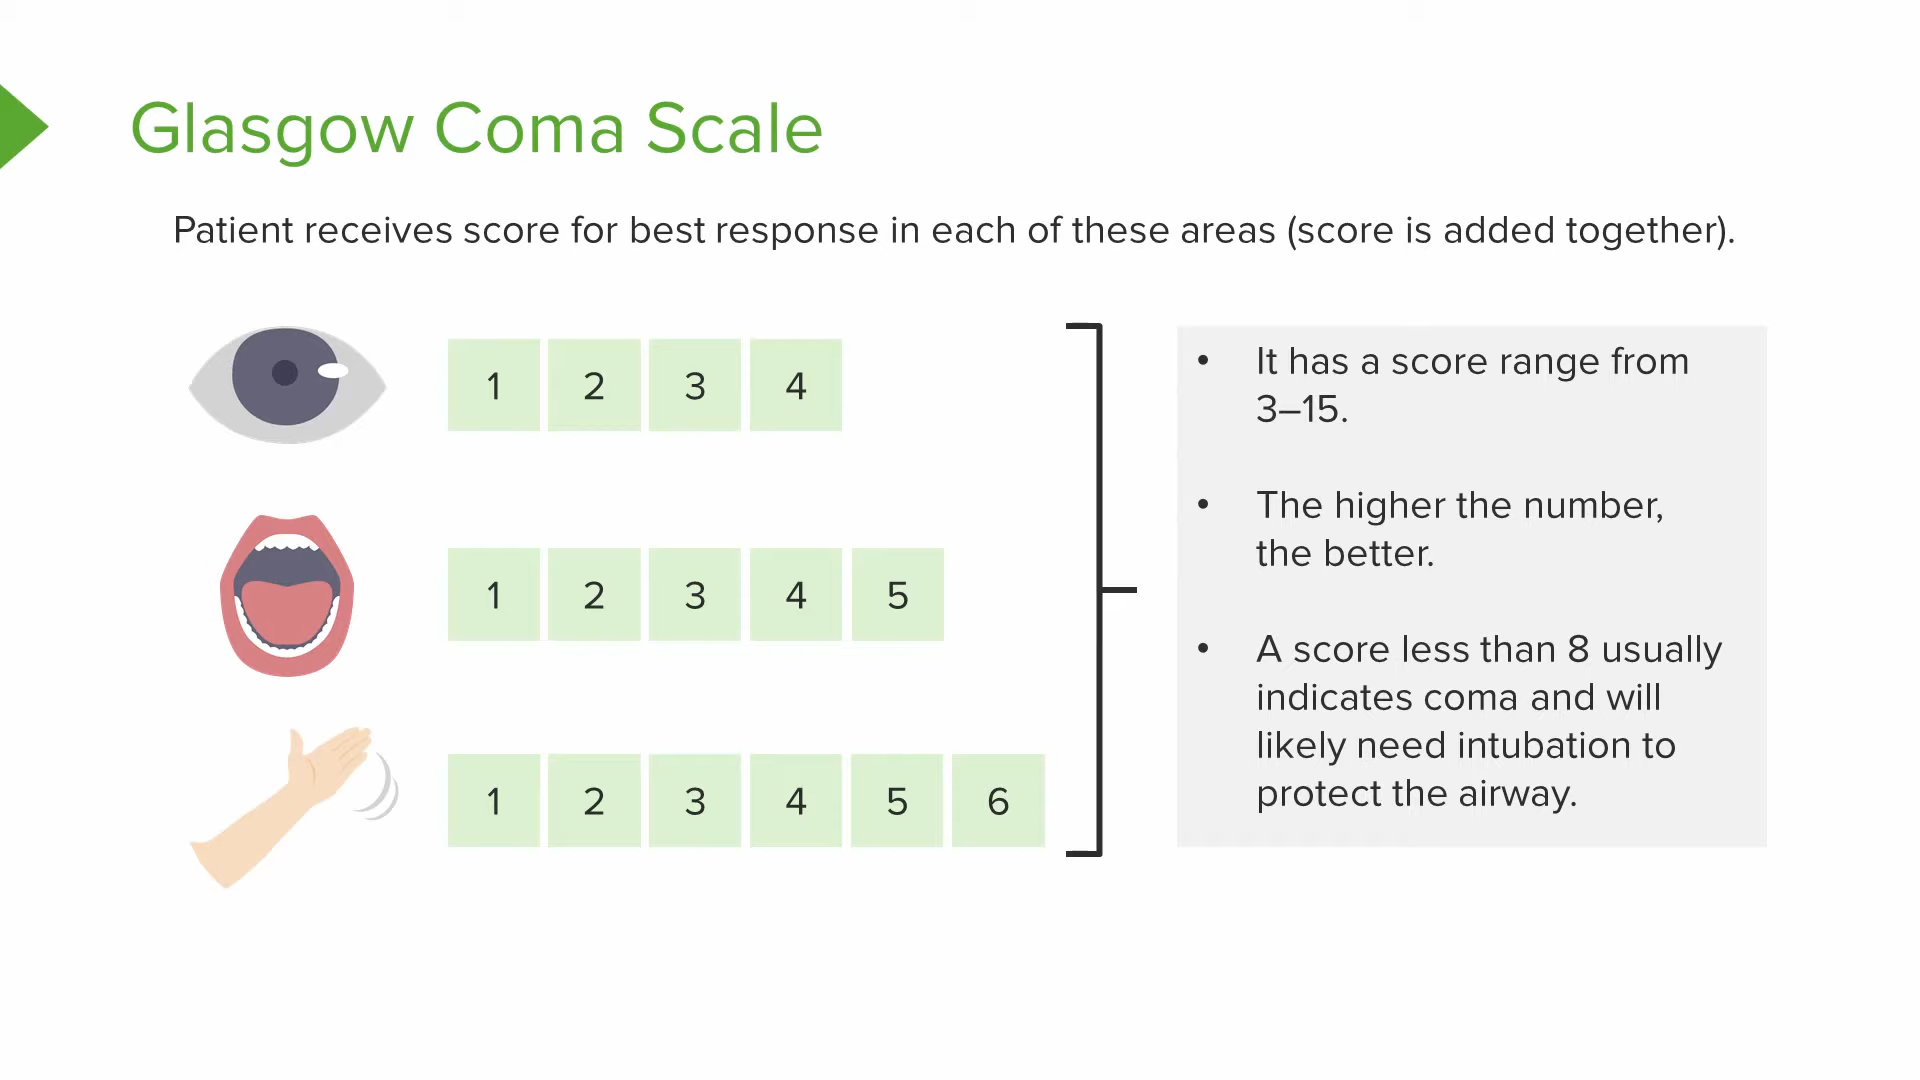 Glasgow Coma Scale
Patient receives score for best response in each of these areas (score is added together).
1 2 3 4
1 2 3 4 5
1 2 3 4 5 6
• It has a score range from
3–15.
• The higher the number,
the better.
• A score less than 8 usually
indicates coma and will
likely need intubation to
protect the airway.